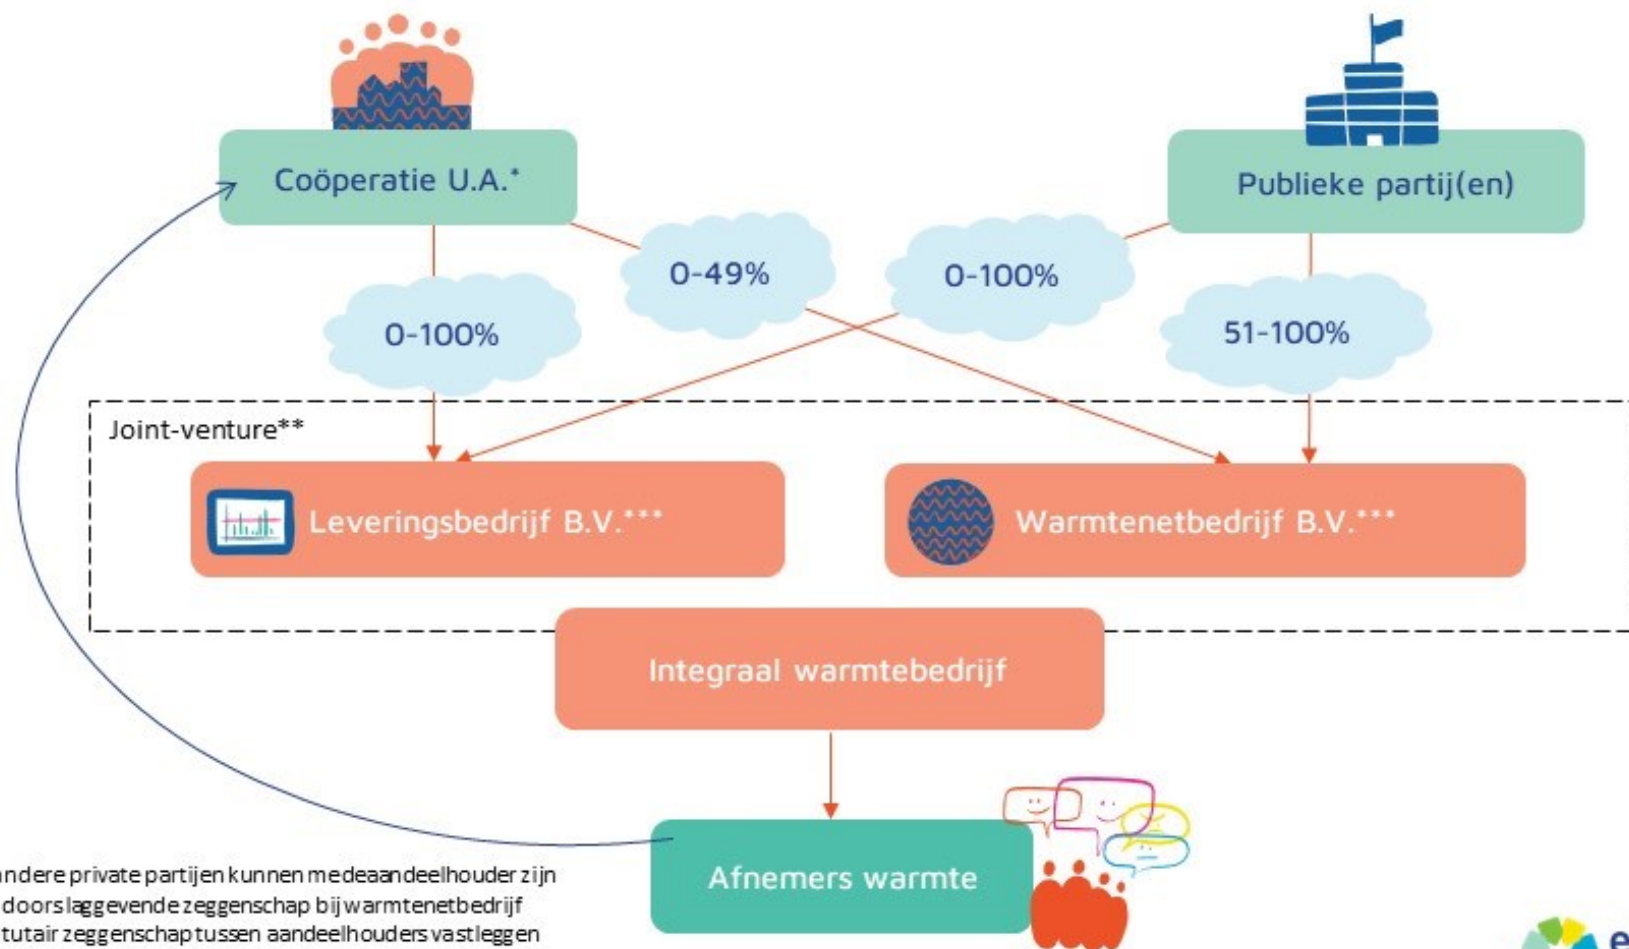 Coöperatie U.A.*
Publieke partij(en)
0-49%
0-100%
0-100%
51-100%
Joint-venture**
Leveringsbedrijf B.V.***
Warmtenetbedrijf B.V.***
Integraal warmtebedrijf
Afnemers warmte
andere private partijen kunnen medeaandeelhouder zijn
doorslaggevende zeggenschap bij warmtenetbedrijf
zeggenschap tussen aandeelhouders vastleggen